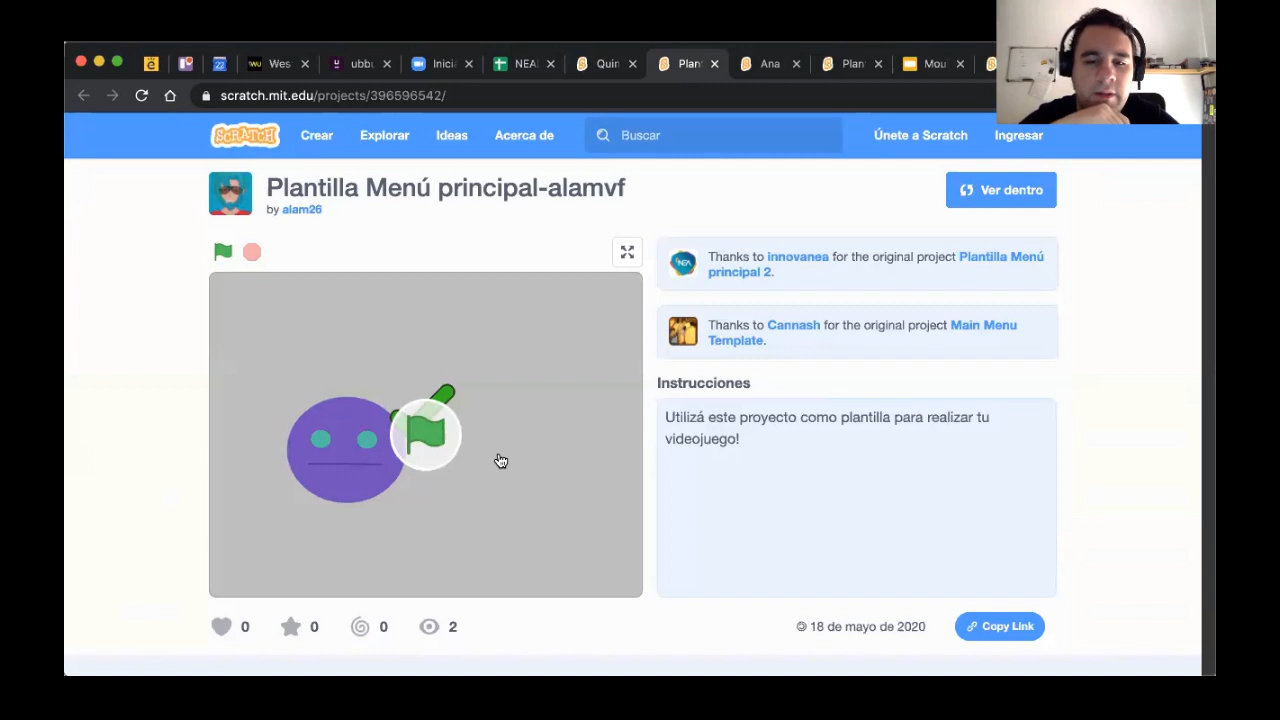 22
Wes
ubbu
Inicia
NEAI
Quin
Plan
Ana
Plan
Mou
scratch.mit.edu/projects/396596542/
SCRATCH
Crear
Explorar
Ideas
Acerca de
Buscar
Únete a Scratch
Ingresar
Plantilla Menú principal-alamvf
by alam26
Ver dentro
Thanks to innovanea for the original project Plantilla Menú
principal 2.
NEA
Thanks to Cannash for the original project Main Menu
Template.
Instrucciones
Utilizá este proyecto como plantilla para realizar tu
videojuego!
0
0
0
2
© 18 de mayo de 2020
Copy Link